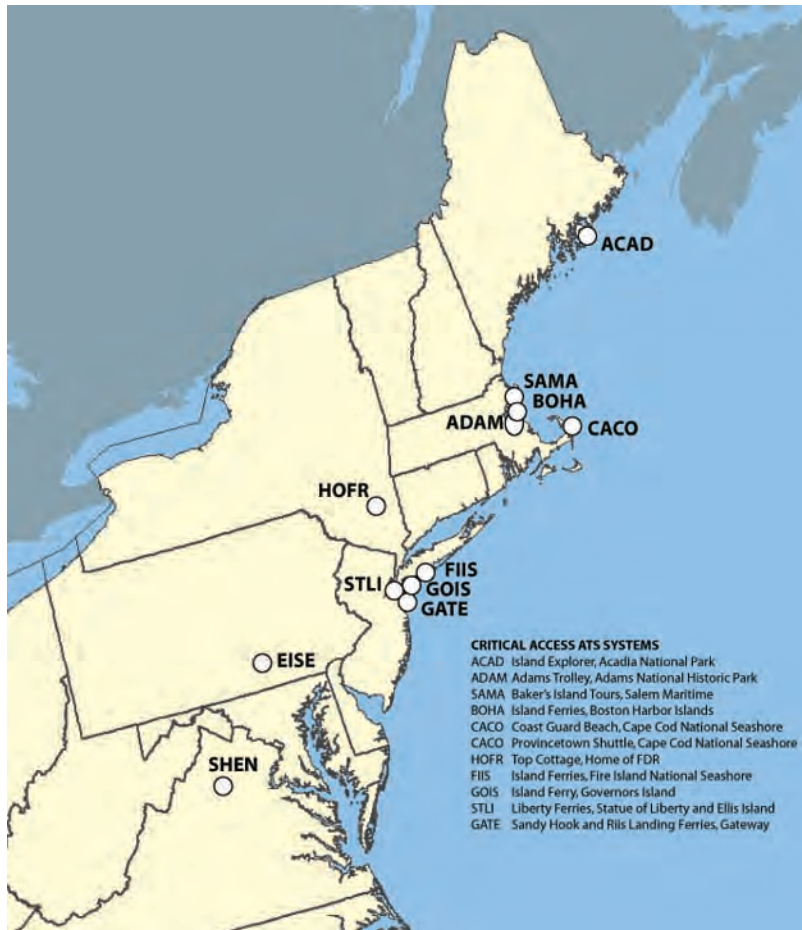 ACAD
SAMA
BOHA
ADAM
CACO
HOFR
FIIS
STLI
GOIS
GATE
EISE
SHEN
CRITICAL ACCESS ATS SYSTEMS
ACAD Island Explorer, Acadia National Park
ADAM Adams Trolley, Adams National Historic Park
SAMA Baker's Island Tours, Salem Maritime
BOHA Island Ferries, Boston Harbor Islands
CACO Coast Guard Beach, Cape Cod National Seashore
CACO Provincetown Shuttle, Cape Cod National Seashore
HOFR Top Cottage, Home of FDR
FIIS Island Ferries, Fire Island National Seashore
GOIS Island Ferry, Governors Island
STLI Liberty Ferries, Statue of Liberty and Ellis Island
GATE Sandy Hook and Riis Landing Ferries, Gateway